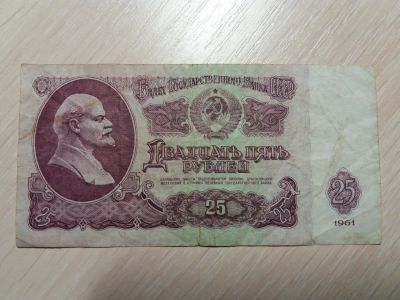 Билет Государственного Банка СССР
Двадцать пять
рублей
25
25
1961